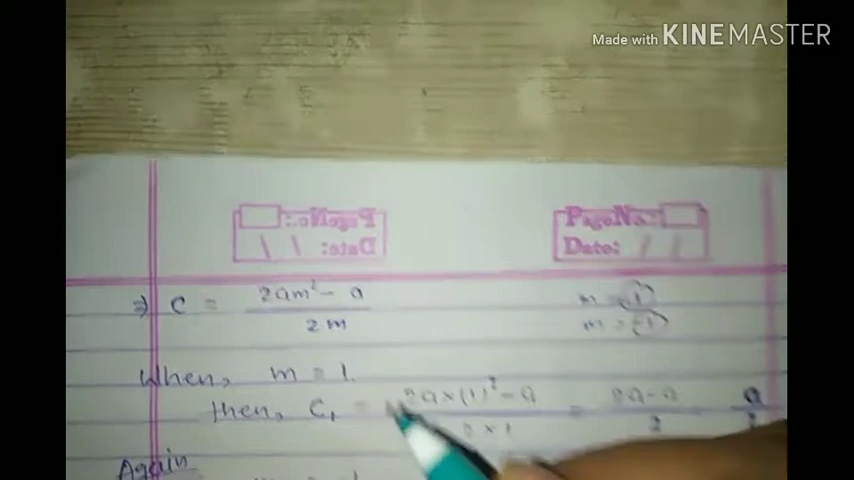 Made with KINEMASTER
Page No.:
Date: / /
Page No.:
Date: / /
⇒ c = (2am² - a) / 2m
m = 1
m = -1
When, m = 1.
then, C₁ = (2a×(1)² - a) / (2×1) = (2a-a) / 2 = a / 2
Again